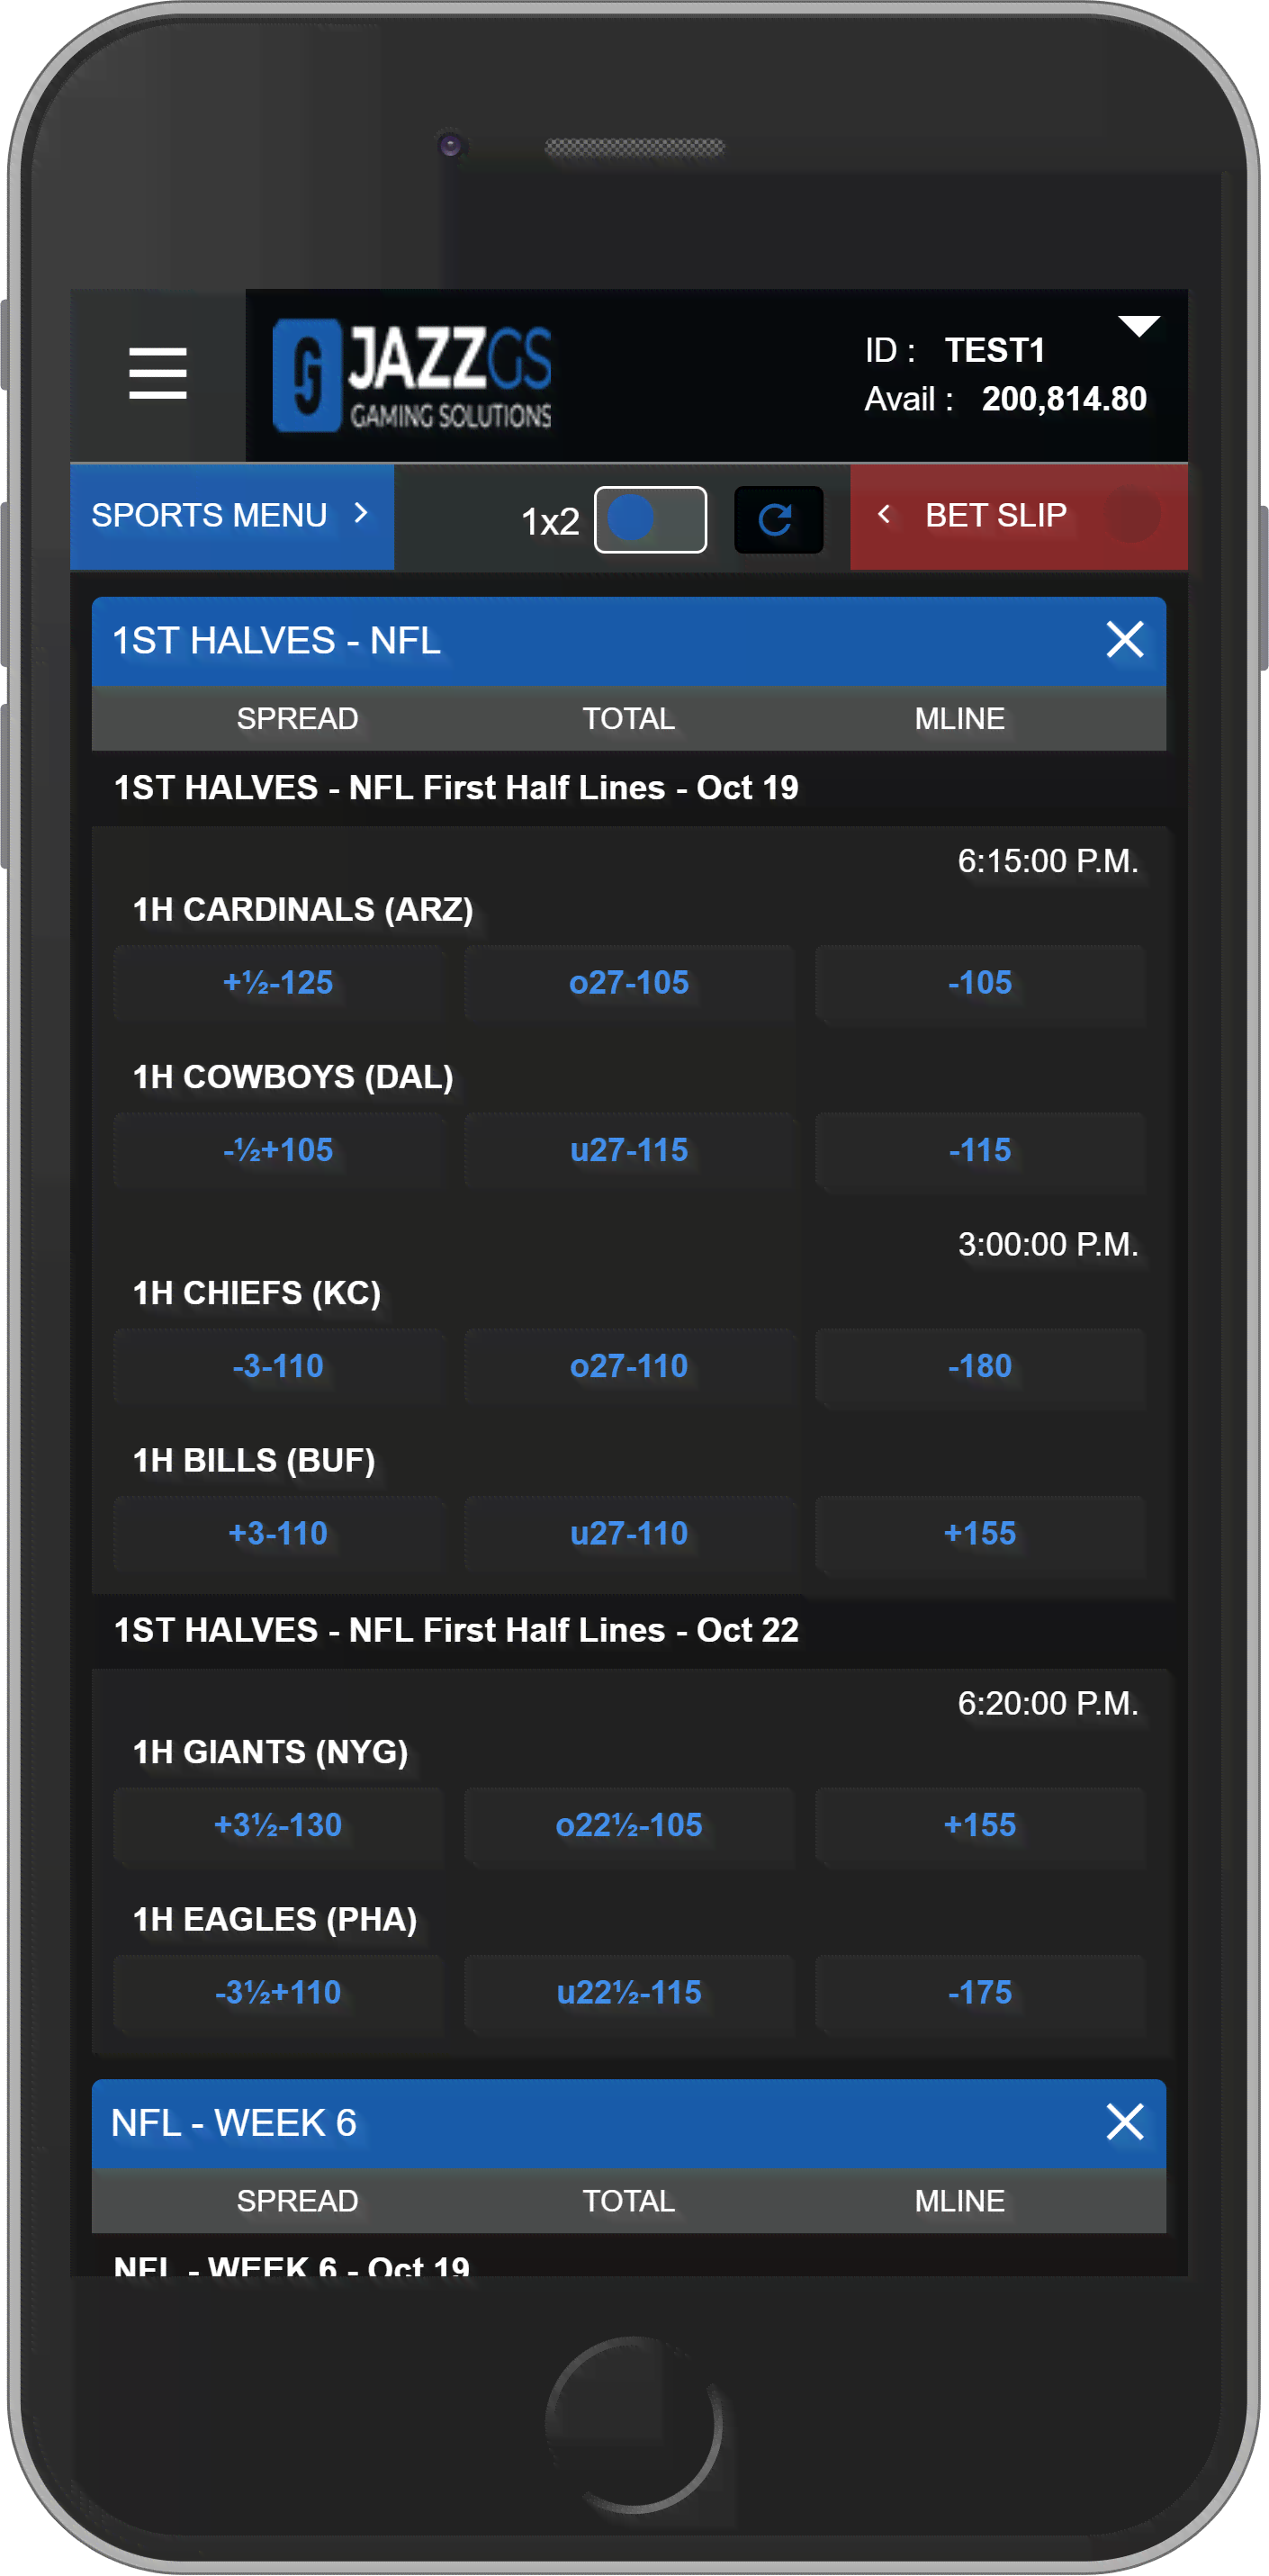 JAZZGS
GAMING SOLUTIONS
ID : TEST1
Avail : 200,814.80
SPORTS MENU >
1x2
< BET SLIP
1ST HALVES - NFL
SPREAD TOTAL MLINE
1ST HALVES - NFL First Half Lines - Oct 19
6:15:00 P.M.
1H CARDINALS (ARZ)
+½-125 o27-105 -105
1H COWBOYS (DAL)
-½+105 u27-115 -115
3:00:00 P.M.
1H CHIEFS (KC)
-3-110 o27-110 -180
1H BILLS (BUF)
+3-110 u27-110 +155
1ST HALVES - NFL First Half Lines - Oct 22
6:20:00 P.M.
1H GIANTS (NYG)
+3½-130 o22½-105 +155
1H EAGLES (PHA)
-3½+110 u22½-115 -175
NFL - WEEK 6
SPREAD TOTAL MLINE
NFL - WEEK 6 - Oct 19